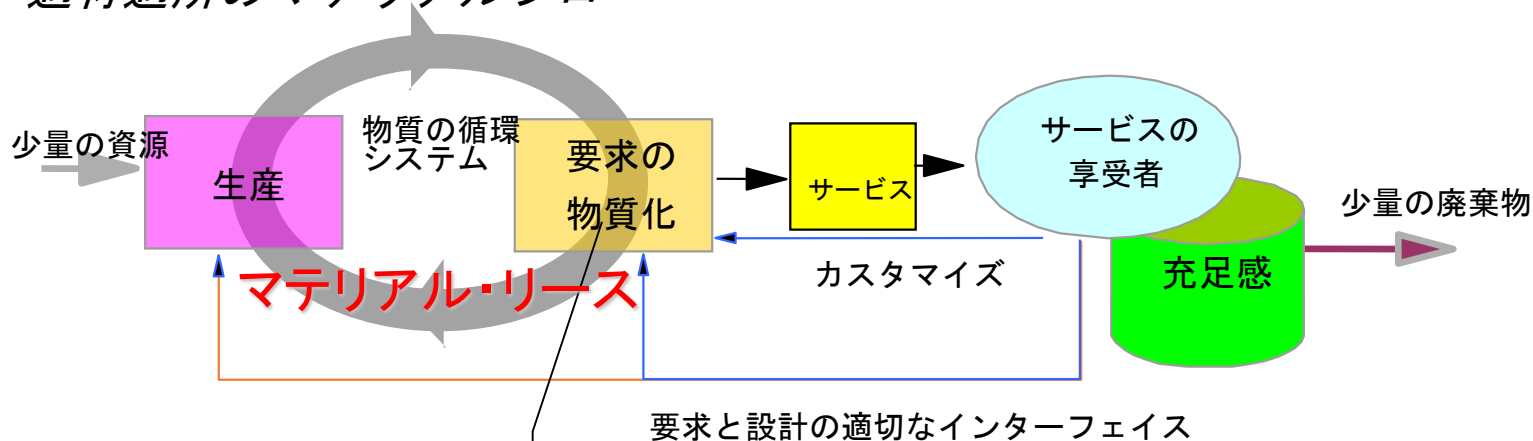 少量の資源
生産
物質の循環
システム
要求の
物質化
サービス
サービスの
享受者
少量の廃棄物
充足感
カスタマイズ
マテリアル・リース
要求と設計の適切なインターフェイス